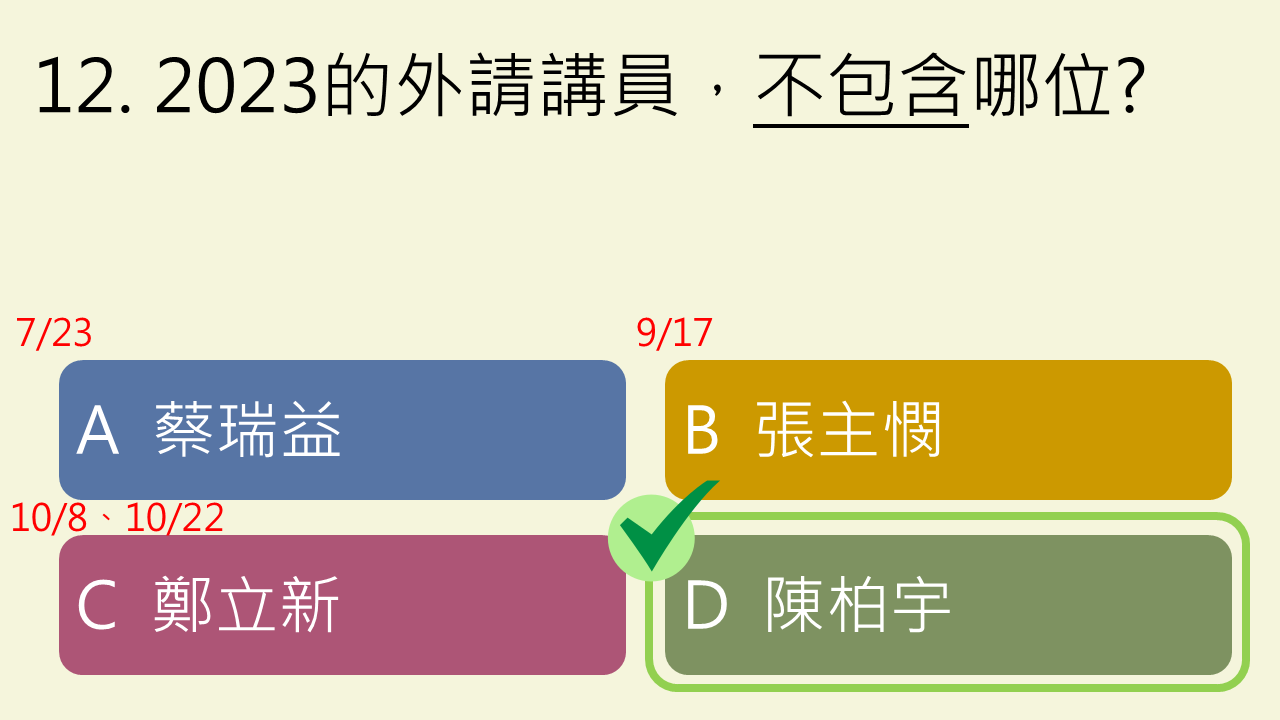 12. 2023的外請講員，不包含哪位?
7/23
9/17
A 蔡瑞益
B 張主憫
10/8、10/22
C 鄭立新
D 陳柏宇